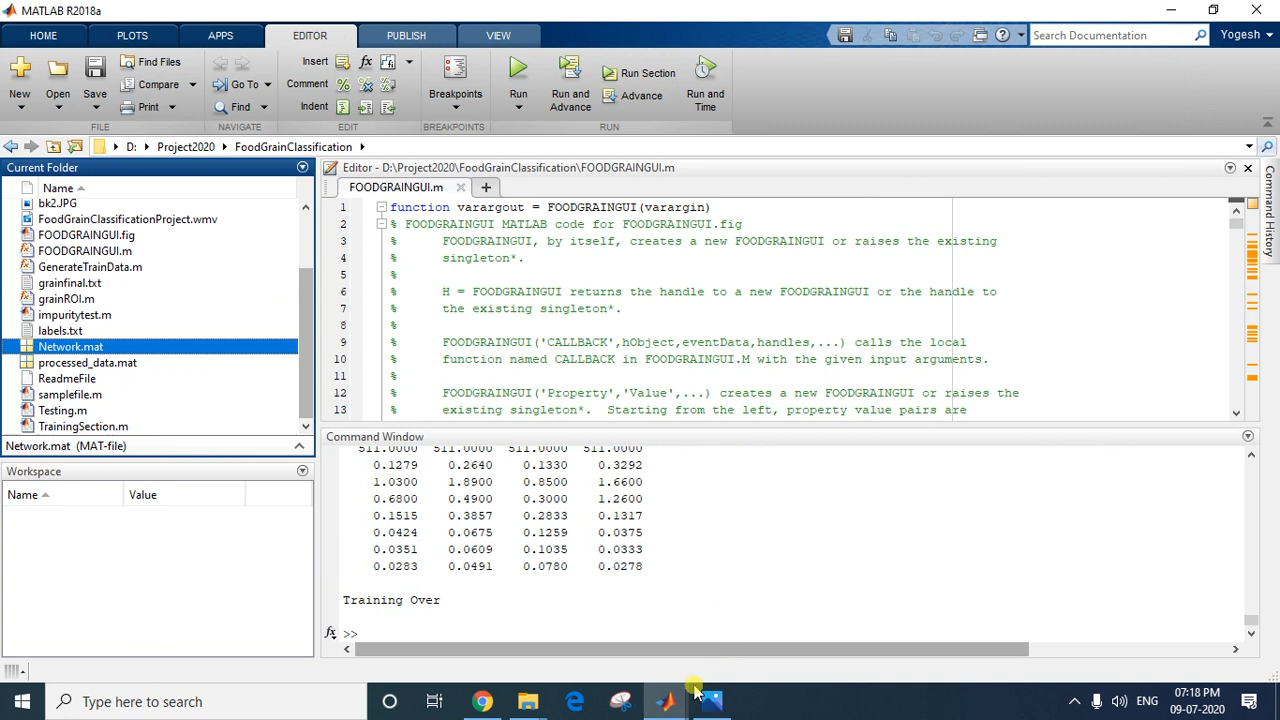 MATLAB R2018a
HOME PLOTS APPS EDITOR PUBLISH VIEW Search Documentation Yogesh
New Open Save Find Files Compare Print
Go To Find
Insert fx
Comment
Indent
Breakpoints
Run Run and Advance Run Section Advance Run and Time
FILE NAVIGATE EDIT BREAKPOINTS RUN
D: Project2020 FoodGrainClassification
Current Folder
Name
bk2.JPG
FoodGrainClassificationProject.wmv
FOODGRAINGUI.fig
FOODGRAINGUI.m
GenerateTrainData.m
grainfinal.txt
grainROI.m
impuritytest.m
labels.txt
Network.mat
processed_data.mat
ReadmeFile
samplefile.m
Testing.m
TrainingSection.m
Network.mat (MAT-file)
Workspace
Name Value
Editor - D:\Project2020\FoodGrainClassification\FOODGRAINGUI.m
FOODGRAINGUI.m
1 function varargout = FOODGRAINGUI(varargin)
2 % FOODGRAINGUI MATLAB code for FOODGRAINGUI.fig
3 % FOODGRAINGUI, by itself, creates a new FOODGRAINGUI or raises the existing
4 % singleton*.
5 %
6 % H = FOODGRAINGUI returns the handle to a new FOODGRAINGUI or the handle to
7 % the existing singleton*.
8 %
9 % FOODGRAINGUI('CALLBACK',hObject,eventData,handles,...) calls the local
10 % function named CALLBACK in FOODGRAINGUI.M with the given input arguments.
11 %
12 % FOODGRAINGUI('Property','Value',...) creates a new FOODGRAINGUI or raises the
13 % existing singleton*. Starting from the left, property value pairs are
Command Window
511.0000 511.0000 511.0000 511.0000
0.1279 0.2640 0.1330 0.3292
1.0300 1.8900 0.8500 1.6600
0.6800 0.4900 0.3000 1.2600
0.1515 0.3857 0.2833 0.1317
0.0424 0.0675 0.1259 0.0375
0.0351 0.0609 0.1035 0.0333
0.0283 0.0491 0.0780 0.0278
Training Over
fx >>
Command History
Type here to search
ENG
07:18 PM
09-07-2020